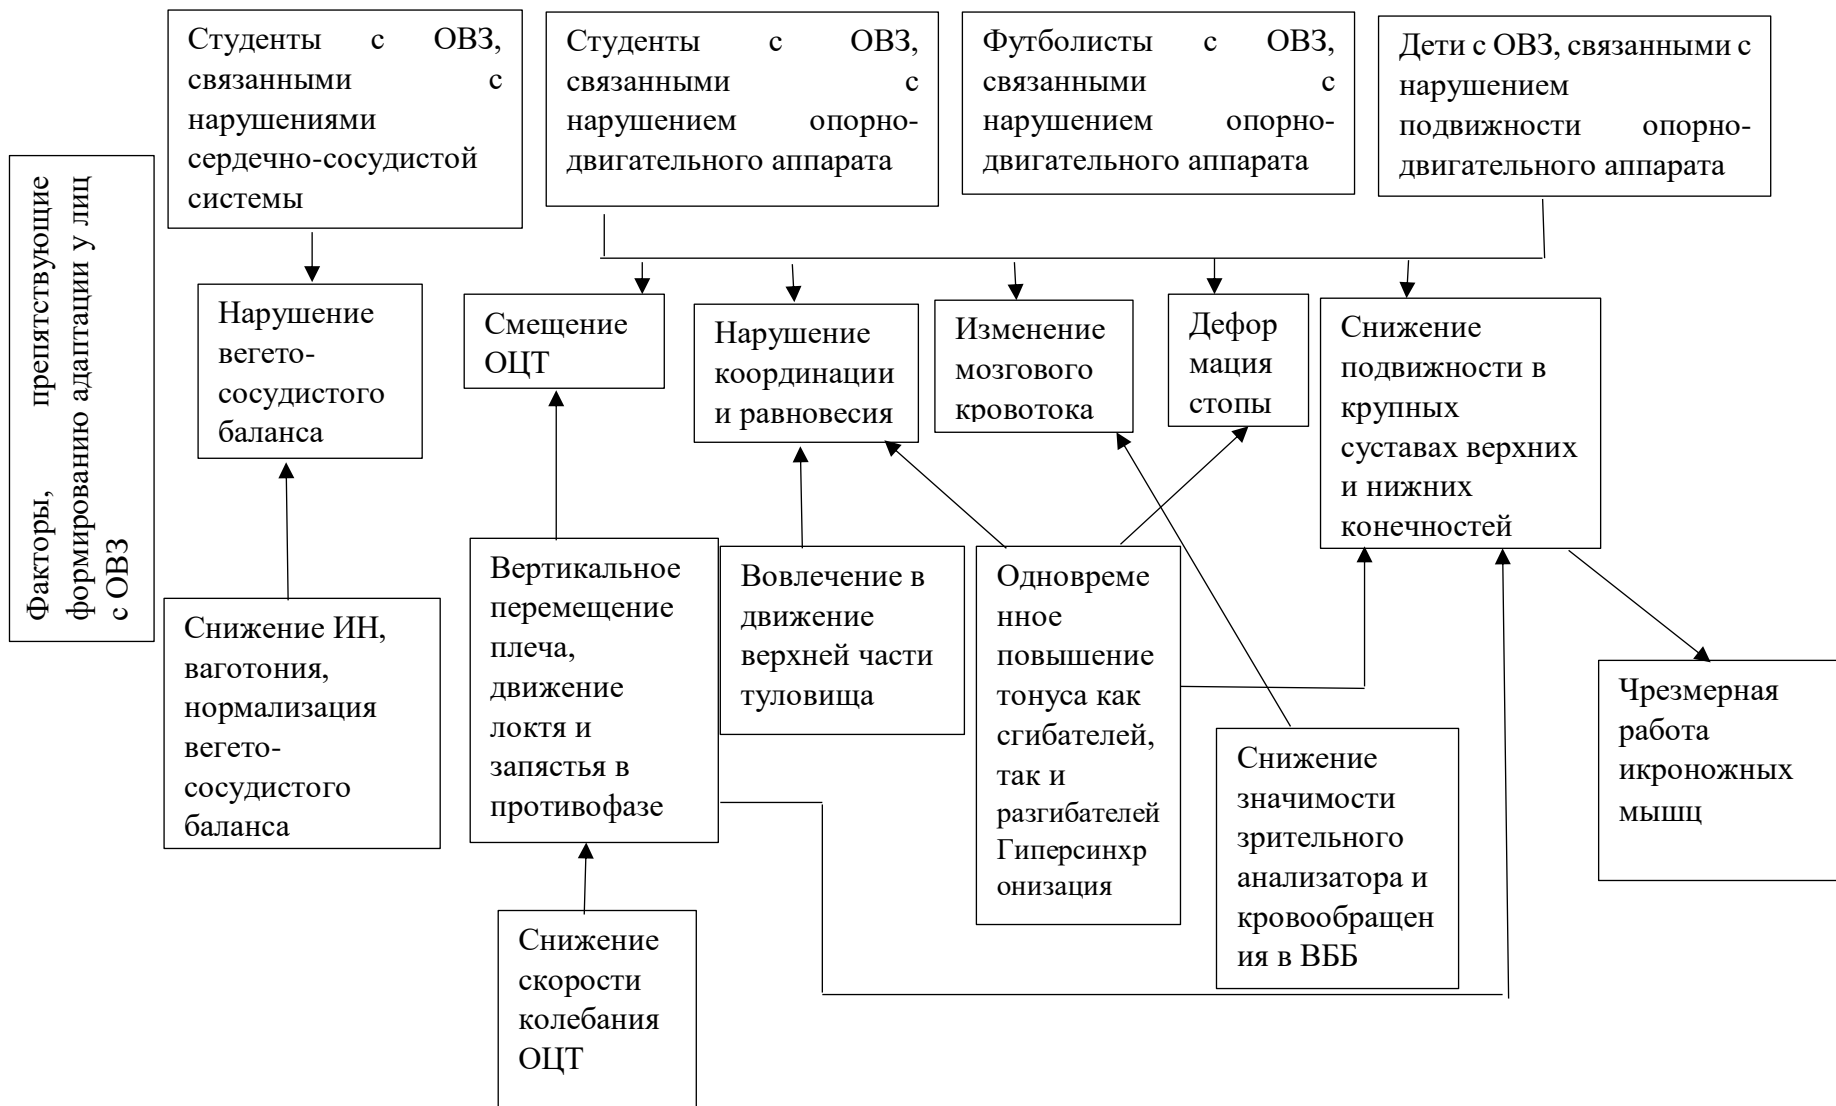 Студенты с ОВЗ,
связанными с
нарушениями
сердечно-сосудистой
системы
Студенты с ОВЗ,
связанными с
нарушением опорно-
двигательного аппарата
Футболисты с ОВЗ,
связанными с
нарушением опорно-
двигательного аппарата
Дети с ОВЗ, связанными с
нарушением
подвижности опорно-
двигательного аппарата
Факторы, препятствующие
формированию адаптации у лиц
с ОВЗ
Нарушение
вегето-
сосудистого
баланса
Смещение
ОЦТ
Нарушение
координации
и равновесия
Изменение
мозгового
кровотока
Дефор
мация
стопы
Снижение
подвижности в
крупных
суставах верхних
и нижних
конечностей
Снижение ИН,
ваготония,
нормализация
вегето-
сосудистого
баланса
Вертикальное
перемещение
плеча,
движение
локтя и
запястья в
противофазе
Вовлечение в
движение
верхней части
туловища
Одновреме
нное
повышение
тонуса как
сгибателей,
так и
разгибателей
Гиперсинхр
онизация
Снижение
значимости
зрительного
анализатора и
кровообращен
ия в ВББ
Чрезмерная
работа
икроножных
мышц
Снижение
скорости
колебания
ОЦТ